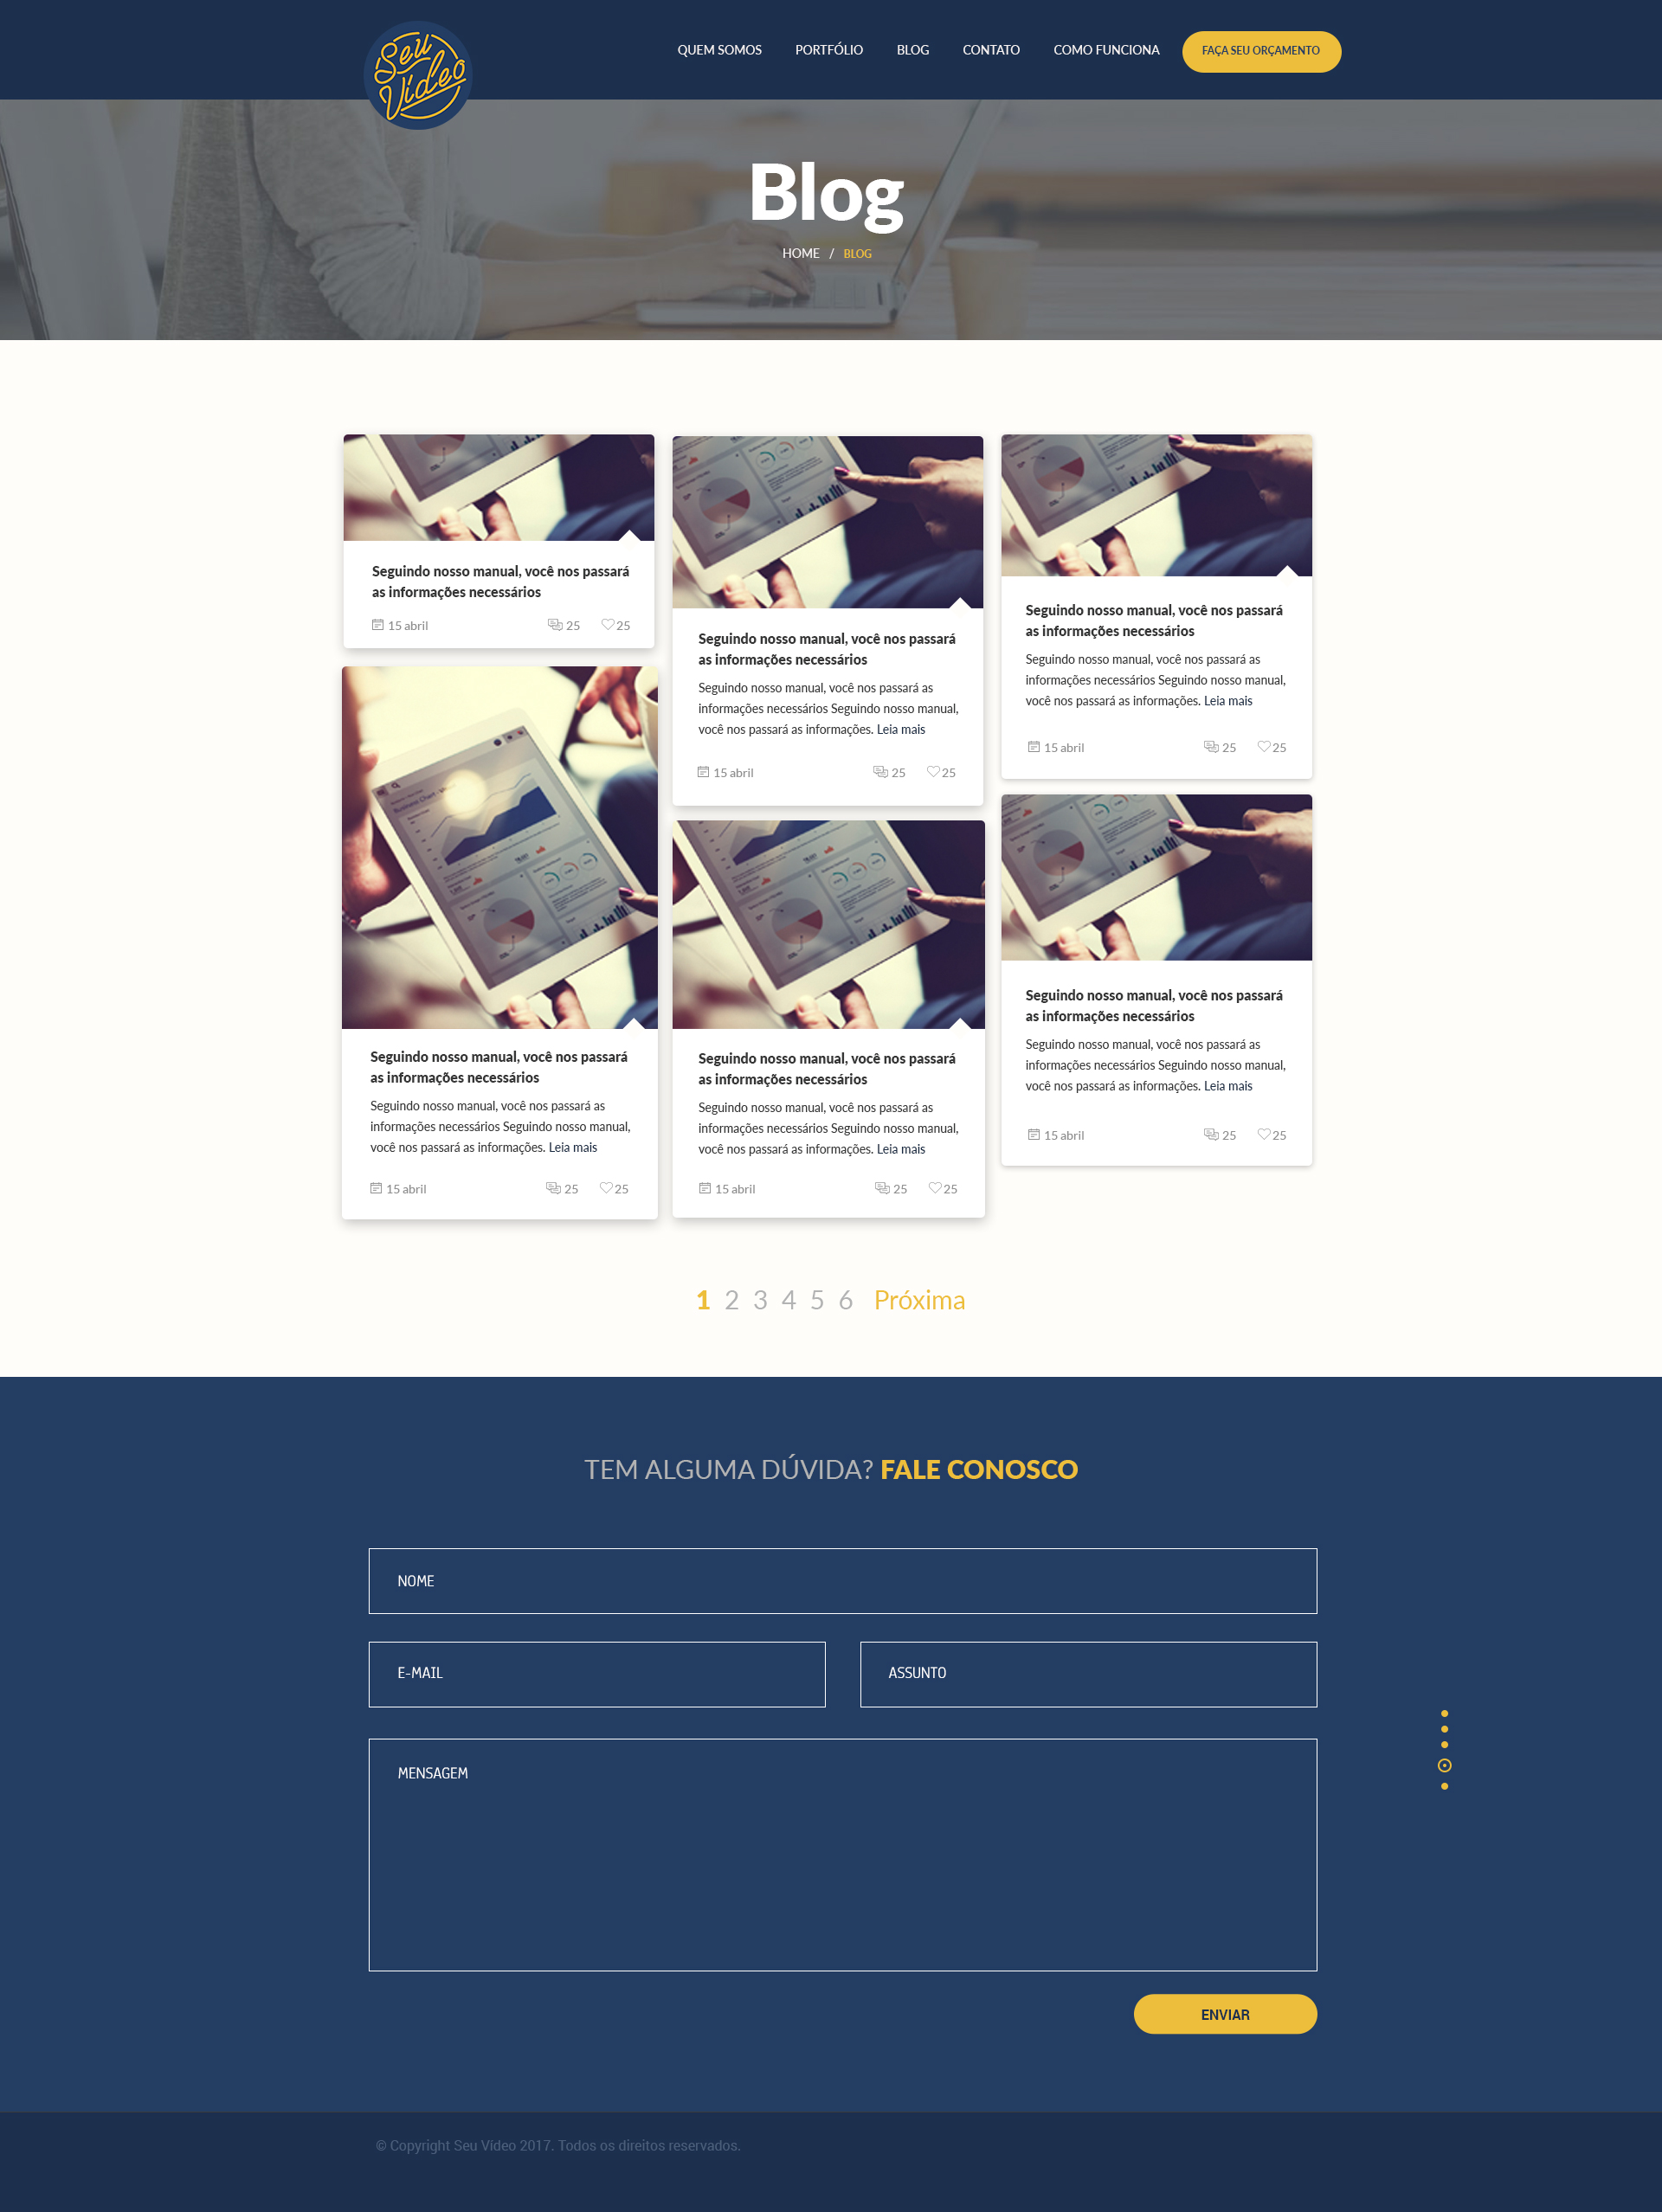 Seu
Vídeo
QUEM SOMOS PORTFÓLIO BLOG CONTATO COMO FUNCIONA FAÇA SEU ORÇAMENTO
Blog
HOME / BLOG
Seguindo nosso manual, você nos passará
as informações necessários
15 abril 25 25
Seguindo nosso manual, você nos passará
as informações necessários
Seguindo nosso manual, você nos passará as
informações necessários Seguindo nosso manual,
você nos passará as informações. Leia mais
15 abril 25 25
Seguindo nosso manual, você nos passará
as informações necessários
Seguindo nosso manual, você nos passará as
informações necessários Seguindo nosso manual,
você nos passará as informações. Leia mais
15 abril 25 25
Business Chart
Seguindo nosso manual, você nos passará
as informações necessários
Seguindo nosso manual, você nos passará as
informações necessários Seguindo nosso manual,
você nos passará as informações. Leia mais
15 abril 25 25
Seguindo nosso manual, você nos passará
as informações necessários
Seguindo nosso manual, você nos passará as
informações necessários Seguindo nosso manual,
você nos passará as informações. Leia mais
15 abril 25 25
Seguindo nosso manual, você nos passará
as informações necessários
Seguindo nosso manual, você nos passará as
informações necessários Seguindo nosso manual,
você nos passará as informações. Leia mais
15 abril 25 25
1 2 3 4 5 6 Próxima
TEM ALGUMA DÚVIDA? FALE CONOSCO
NOME
E-MAIL ASSUNTO
MENSAGEM
ENVIAR
© Copyright Seu Vídeo 2017. Todos os direitos reservados.